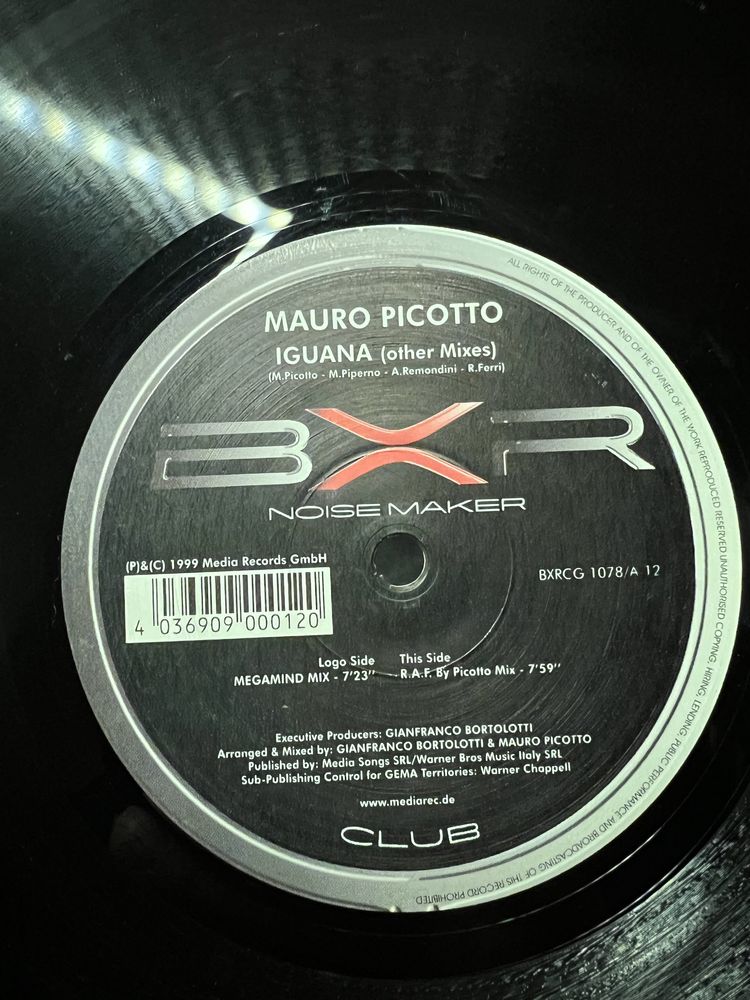 MAURO PICOTTO
IGUANA (other Mixes)
(M.Picotto - M.Piperno - A.Remondini - R.Ferri)
BXR
NOISE MAKER
(P)&(C) 1999 Media Records GmbH
4 036909 000120
BXRCG 1078/A 12
Logo Side
MEGAMIND MIX - 7'23"
This Side
R.A.F. By Picotto Mix - 7'59"
Executive Producers: GIANFRANCO BORTOLOTTI
Arranged & Mixed by: GIANFRANCO BORTOLOTTI & MAURO PICOTTO
Published by: Media Songs SRL/Warner Bros Music Italy SRL
Sub-Publishing Control for GEMA Territories: Warner Chappell
www.mediarec.de
CLUB
ALL RIGHTS OF THE PRODUCER AND OF THE OWNER OF THE WORK REPRODUCED RESERVED UNAUTHORISED COPYING, HIRING, LENDING, PUBLIC PERFORMANCE AND BROADCASTING OF THIS RECORD PROHIBITED